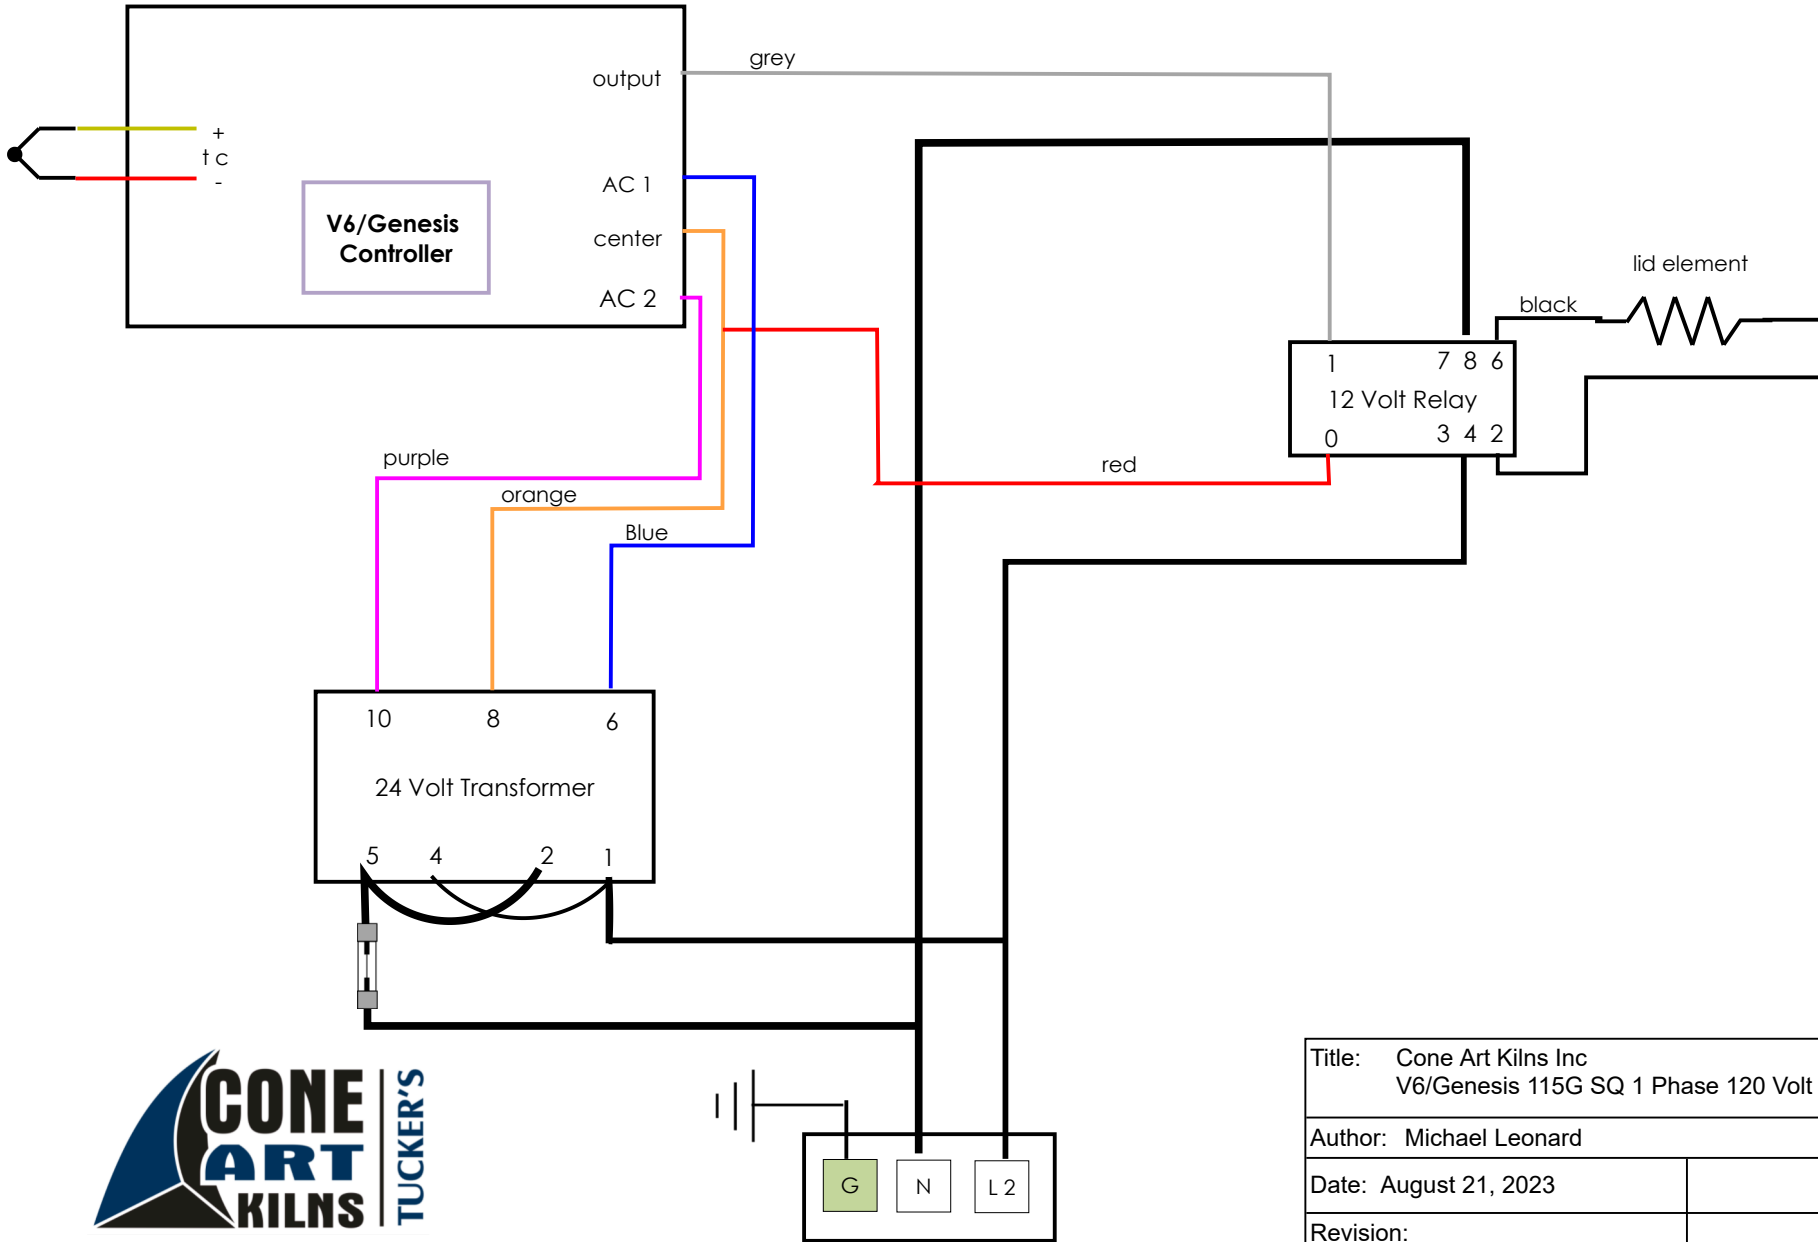 output
grey
+
t c
-
AC 1
V6/Genesis
Controller
center
AC 2
lid element
black
1 7 8 6
12 Volt Relay
0 3 4 2
red
purple
orange
Blue
10 8 6
24 Volt Transformer
5 4 2 1
CONE
ART
KILNS
TUCKER'S
G N L 2
Title: Cone Art Kilns Inc
V6/Genesis 115G SQ 1 Phase 120 Volt
Author: Michael Leonard
Date: August 21, 2023
Revision: